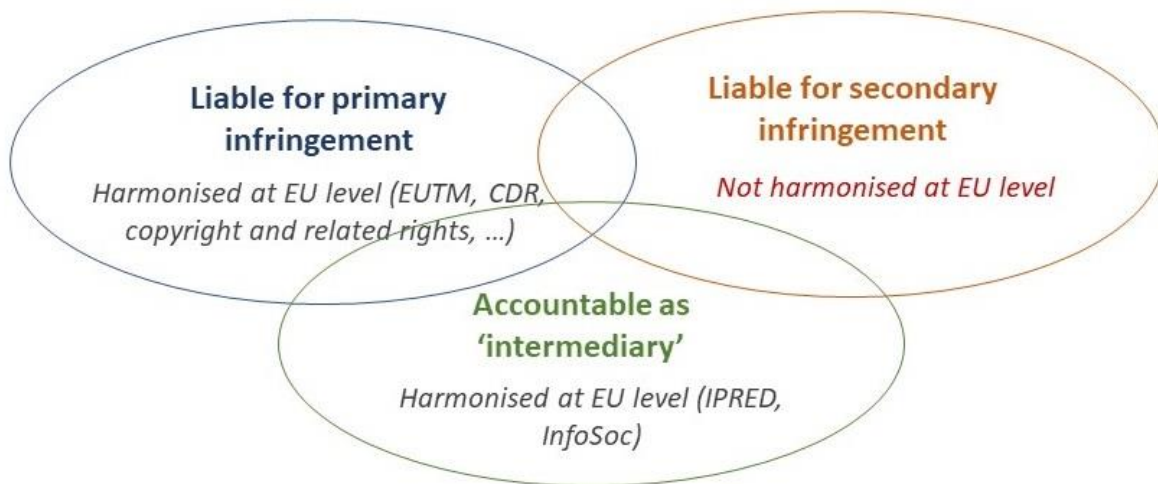 Liable for primary
infringement
Harmonised at EU level (EUTM, CDR,
copyright and related rights, …)
Liable for secondary
infringement
Not harmonised at EU level
Accountable as
‘intermediary’
Harmonised at EU level (IPRED,
InfoSoc)